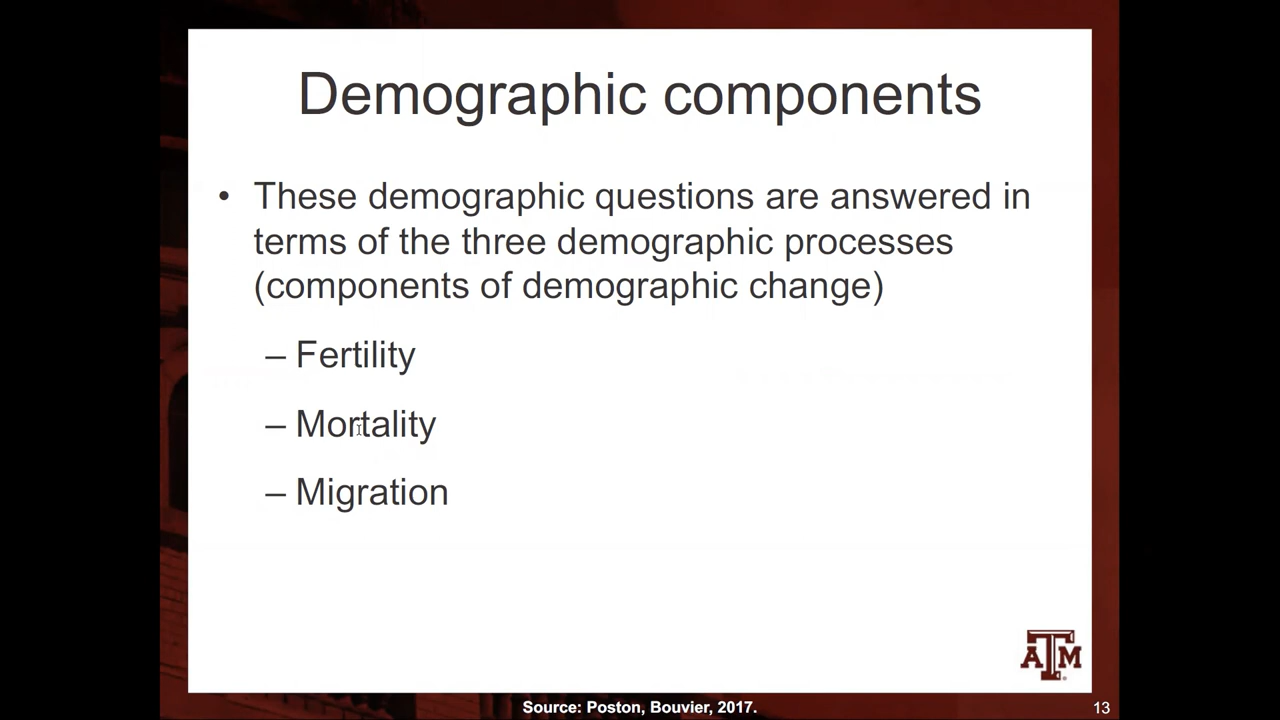 Demographic components
• These demographic questions are answered in
terms of the three demographic processes
(components of demographic change)
– Fertility
– Mortality
– Migration
ATM
Source: Poston, Bouvier, 2017.
13